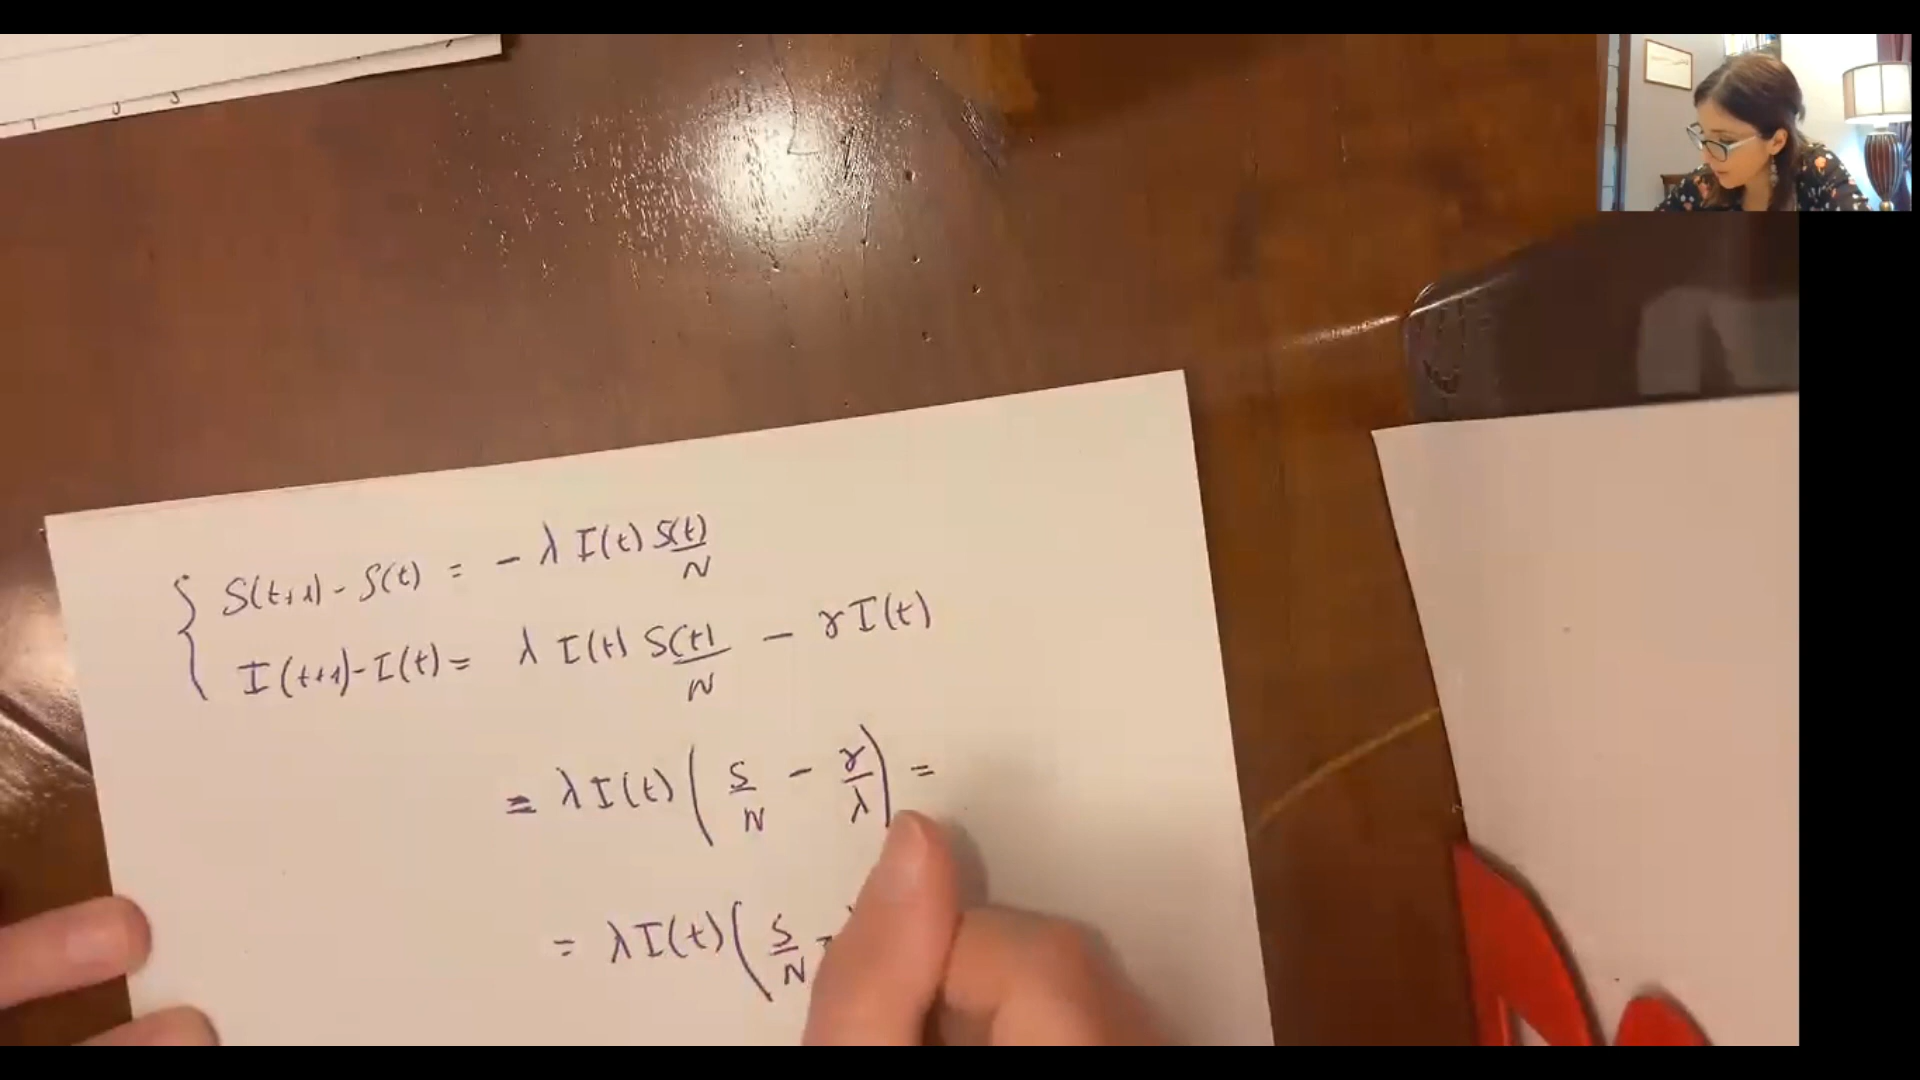 { S(t+1) - S(t) = - λ I(t) S(t)/N
I(t+1) - I(t) = λ I(t) S(t)/N - γ I(t)
= λ I(t) ( S/N - γ/λ ) =
= λ I(t) ( S/N -